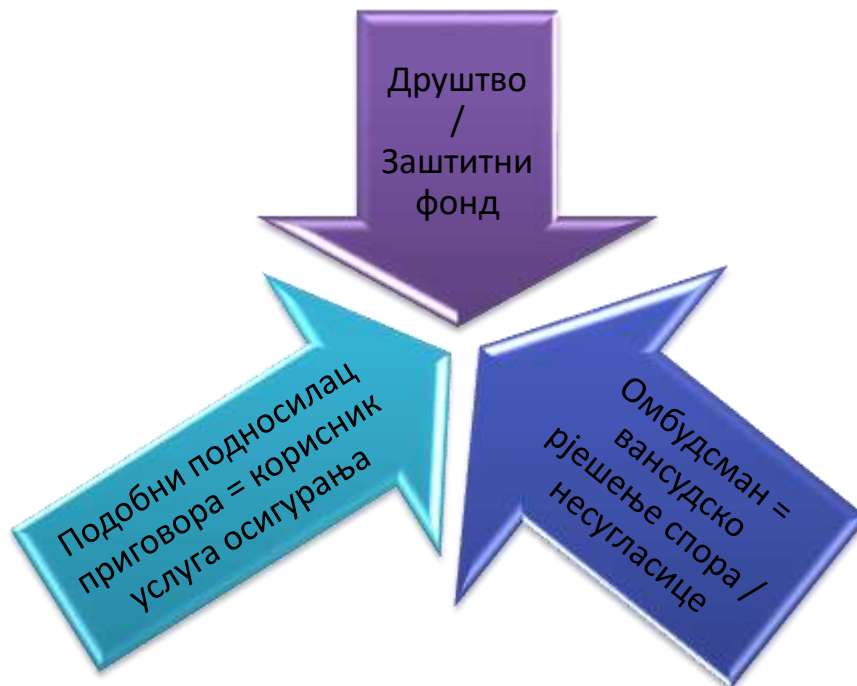 Друштво
/
Заштитни
фонд
Подобни подносилац
приговора = корисник
услуга осигурања
Омбудсман =
вансудско
рјешење спора /
несугласице